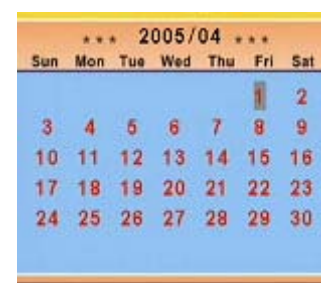 ★ ★ ★ 2005/04 ★ ★ ★
Sun Mon Tue Wed Thu Fri Sat
1 2
3 4 5 6 7 8 9
10 11 12 13 14 15 16
17 18 19 20 21 22 23
24 25 26 27 28 29 30